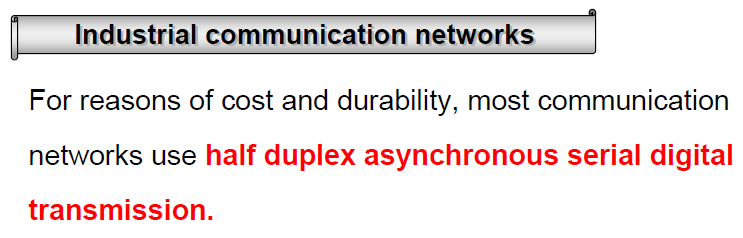 Industrial communication networks
For reasons of cost and durability, most communication
networks use half duplex asynchronous serial digital
transmission.